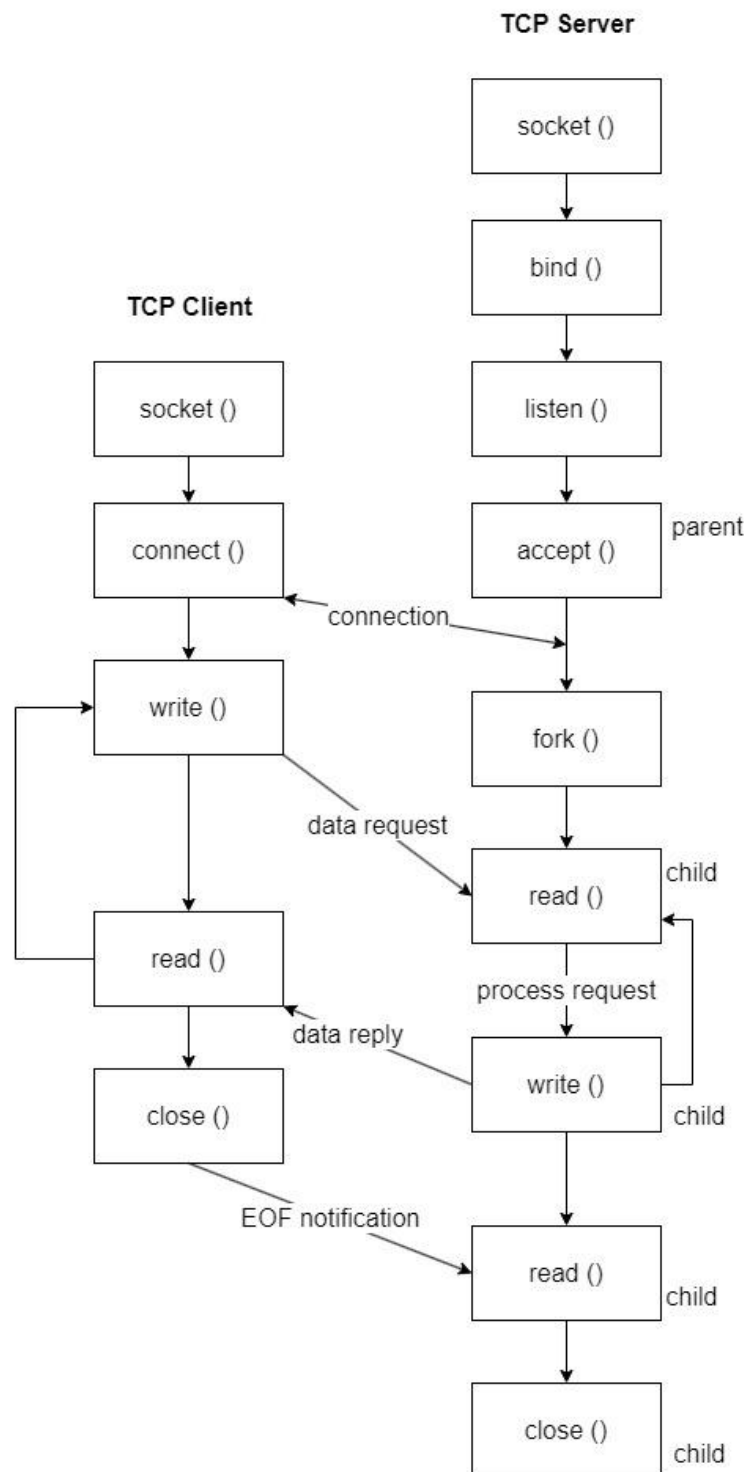 TCP Server
socket ()
bind ()
TCP Client
socket ()
listen ()
connect ()
accept ()
parent
connection
write ()
fork ()
data request
read ()
child
read ()
process request
data reply
write ()
child
close ()
EOF notification
read ()
child
close ()
child